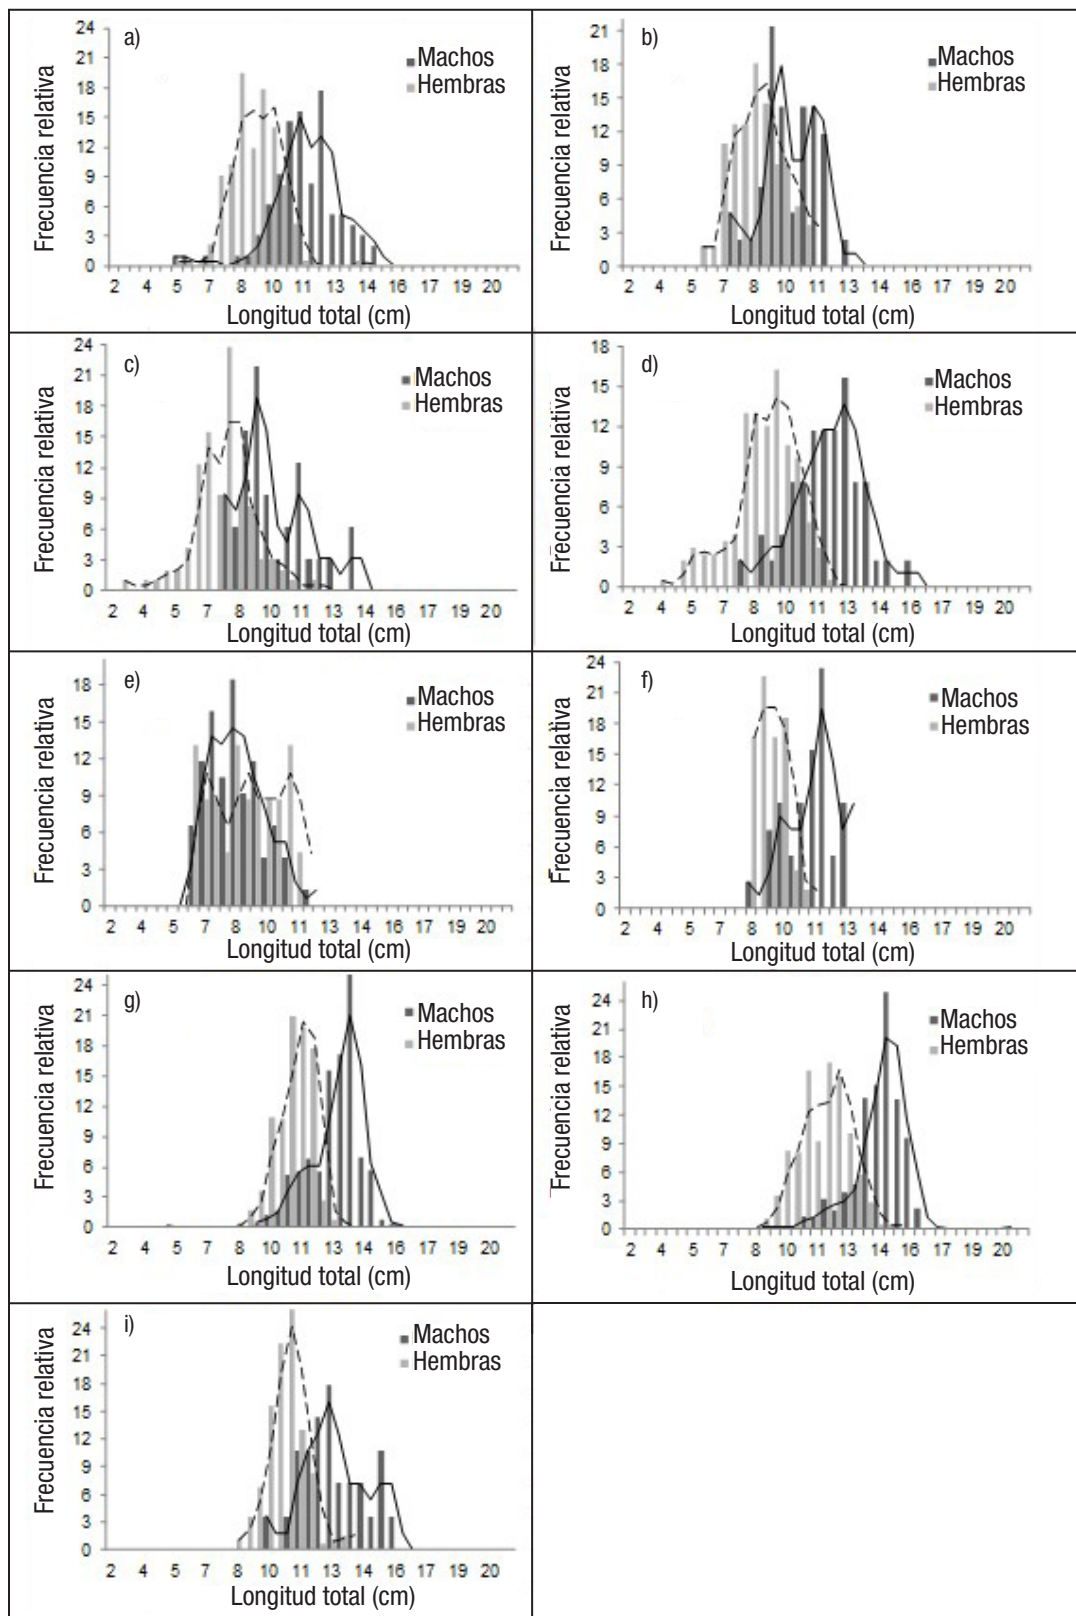 a)
Machos
Hembras
Frecuencia relativa
24
21
18
15
12
9
6
3
0
2 4 5 7 8 10 11 13 14 16 17 19 20
Longitud total (cm)
b)
Machos
Hembras
Frecuencia relativa
21
18
15
12
9
6
3
0
2 4 5 7 8 10 11 13 14 16 17 19 20
Longitud total (cm)
c)
Machos
Hembras
Frecuencia relativa
24
21
18
15
12
9
6
3
0
2 4 5 7 8 10 11 13 14 16 17 19 20
Longitud total (cm)
d)
Machos
Hembras
Frecuencia relativa
18
15
12
9
6
3
0
2 4 5 7 8 10 11 13 14 16 17 19 20
Longitud total (cm)
e)
Machos
Hembras
Frecuencia relativa
18
15
12
9
6
3
0
2 4 5 7 8 10 11 13 14 16 17 19 20
Longitud total (cm)
f)
Machos
Hembras
Frecuencia relativa
24
21
18
15
12
9
6
3
0
2 4 5 7 8 10 11 13 14 16 17 19 20
Longitud total (cm)
g)
Machos
Hembras
Frecuencia relativa
24
21
18
15
12
9
6
3
0
2 4 5 7 8 10 11 13 14 16 17 19 20
Longitud total (cm)
h)
Machos
Hembras
Frecuencia relativa
24
21
18
15
12
9
6
3
0
2 4 5 7 8 10 11 13 14 16 17 19 20
Longitud total (cm)
i)
Machos
Hembras
Frecuencia relativa
24
21
18
15
12
9
6
3
0
2 4 5 7 8 10 11 13 14 16 17 19 20
Longitud total (cm)